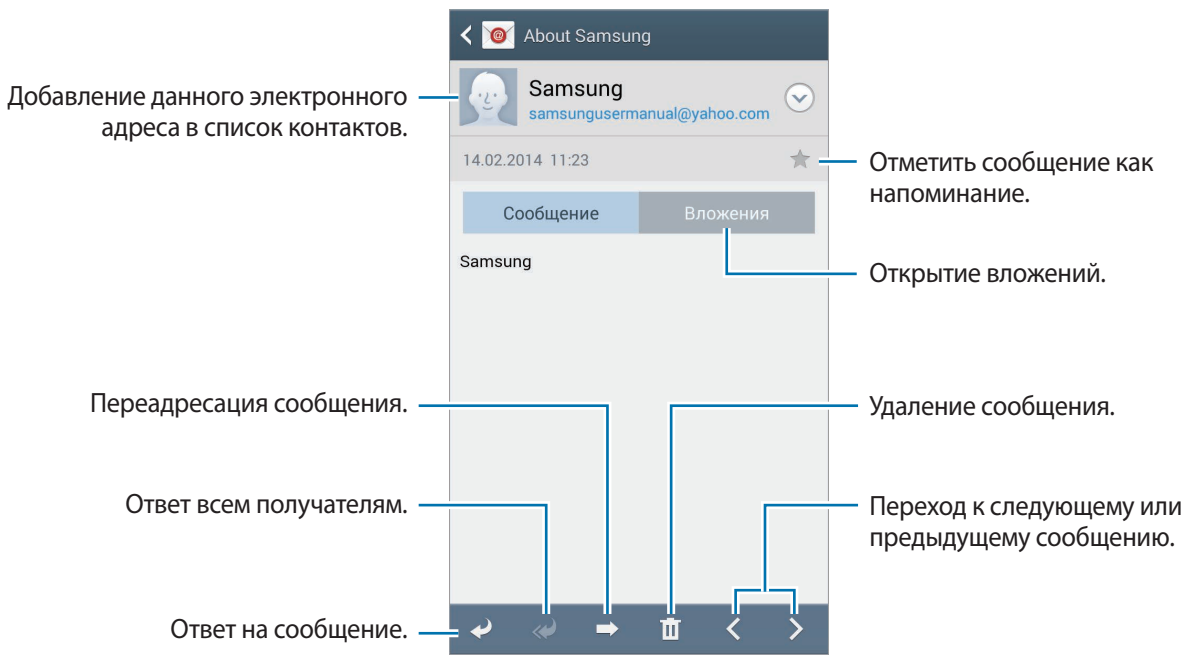 About Samsung
Добавление данного электронного
адреса в список контактов.
Samsung
samsungusermanual@yahoo.com
14.02.2014 11:23
Отметить сообщение как
напоминание.
Сообщение
Вложения
Samsung
Открытие вложений.
Переадресация сообщения.
Удаление сообщения.
Ответ всем получателям.
Переход к следующему или
предыдущему сообщению.
Ответ на сообщение.